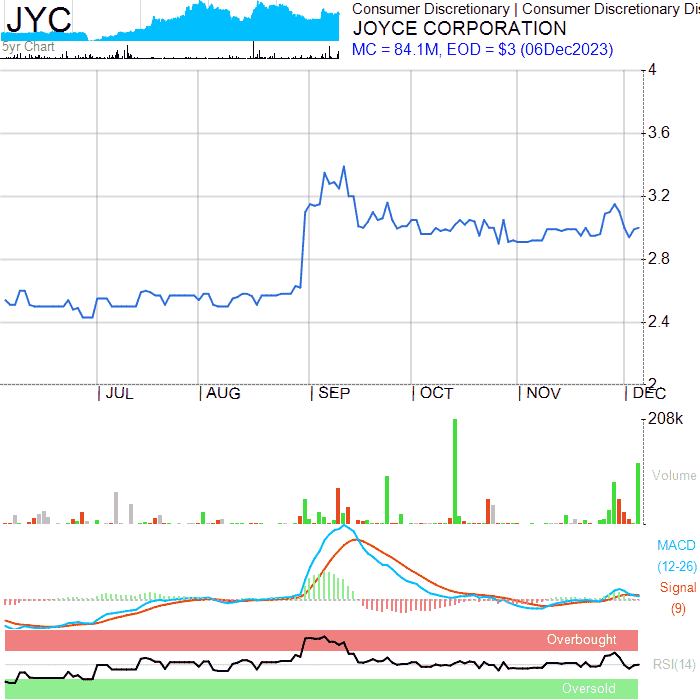 JYC
5yr Chart
Consumer Discretionary | Consumer Discretionary Dis
JOYCE CORPORATION
MC = 84.1M, EOD = $3 (06Dec2023)
4
3.6
3.2
2.8
2.4
2
JUL AUG SEP OCT NOV DEC
208k
Volume
MACD
(12-26)
Signal
(9)
Overbought
RSI(14)
Oversold